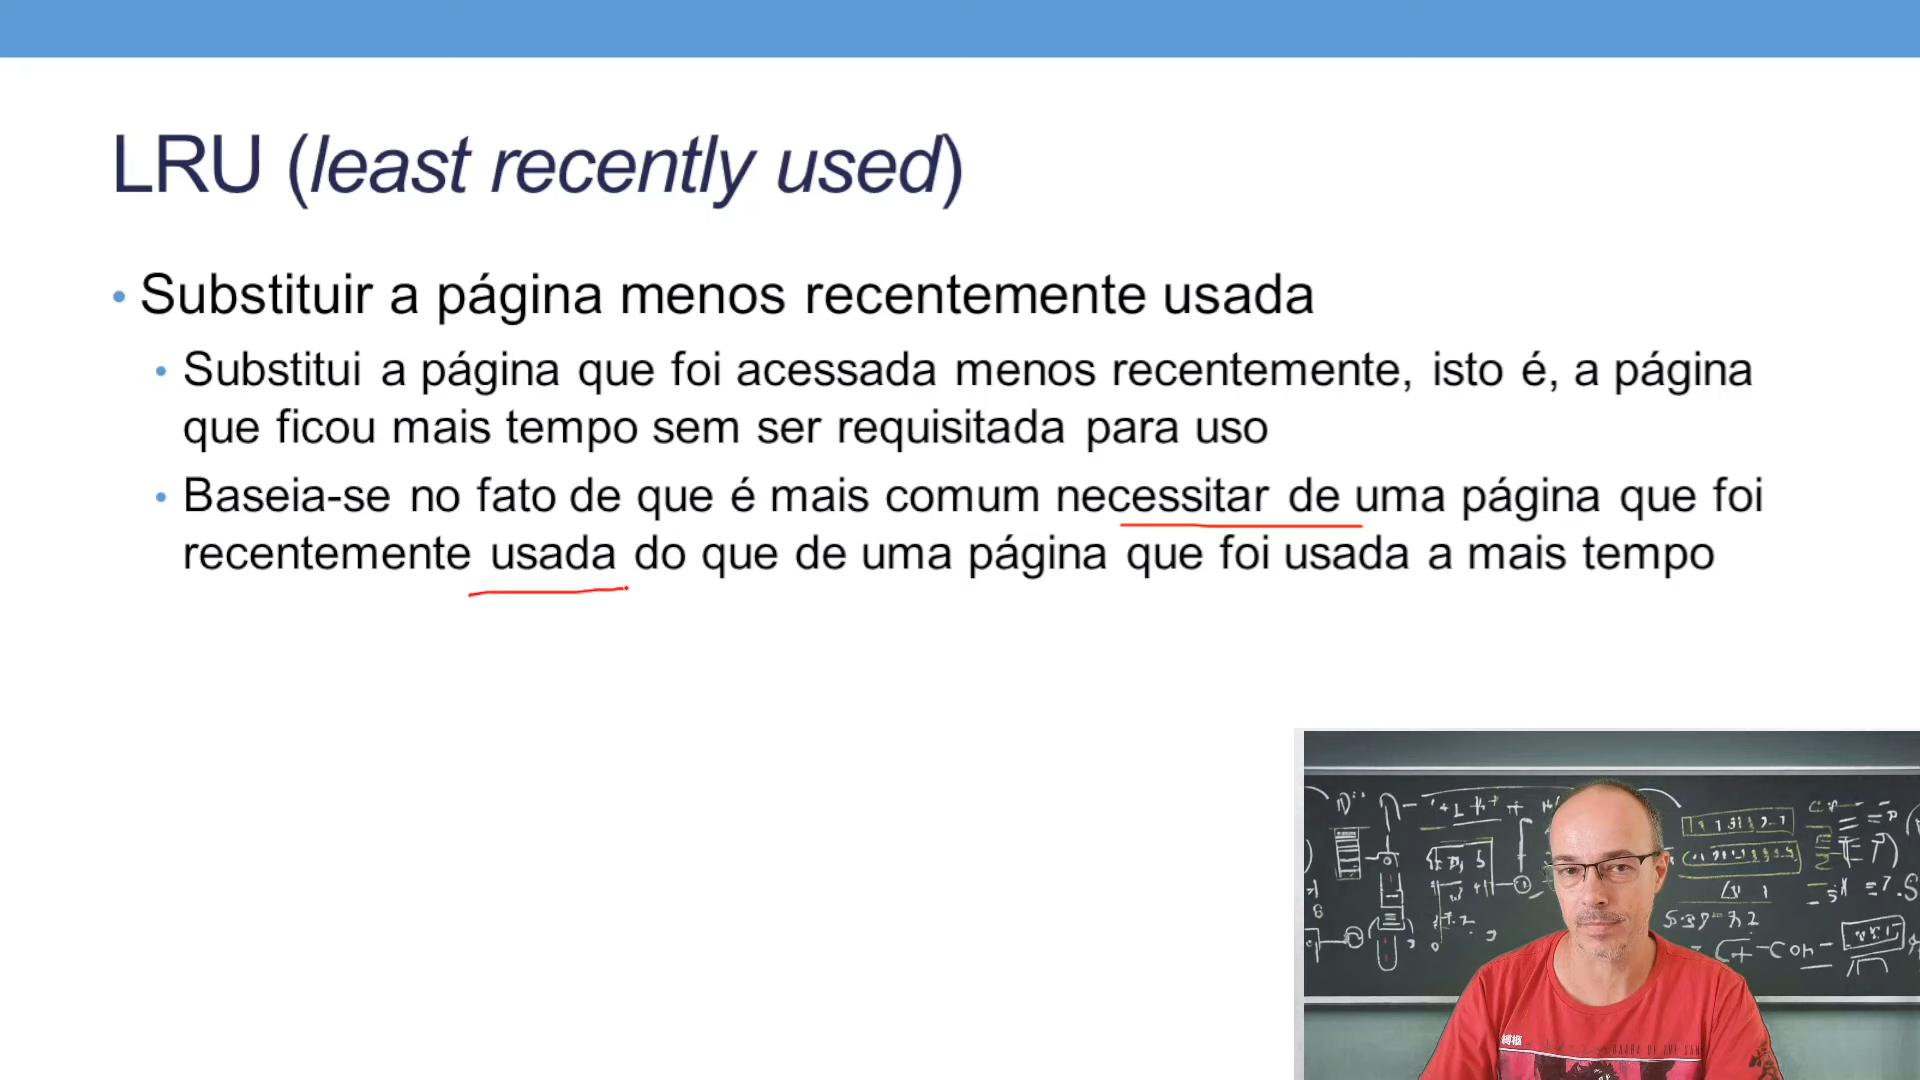 LRU (least recently used)
• Substituir a página menos recentemente usada
• Substitui a página que foi acessada menos recentemente, isto é, a página
que ficou mais tempo sem ser requisitada para uso
• Baseia-se no fato de que é mais comum necessitar de uma página que foi
recentemente usada do que de uma página que foi usada a mais tempo